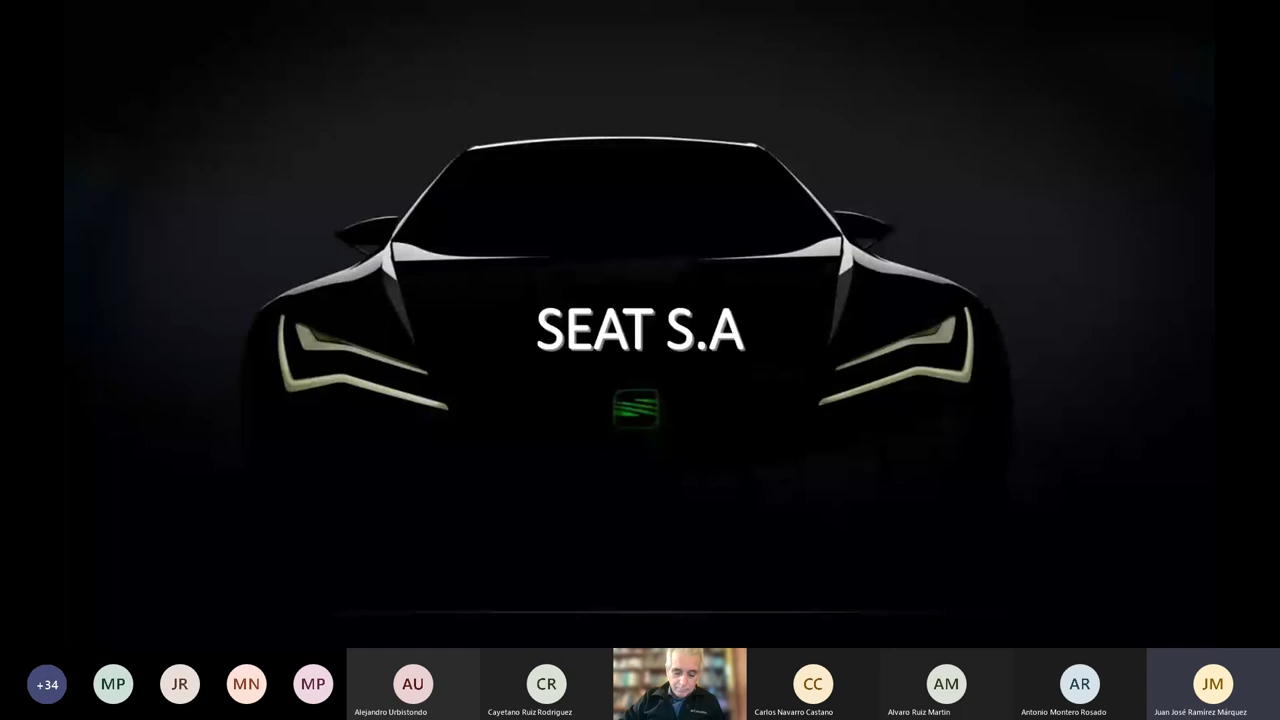 SEAT S.A
+34
MP
JR
MN
MP
AU
Alejandro Urbistondo
CR
Cayetano Ruiz Rodriguez
CC
Carlos Navarro Castano
AM
Alvaro Ruiz Martin
AR
Antonio Montero Rosado
JM
Juan José Ramírez Márquez